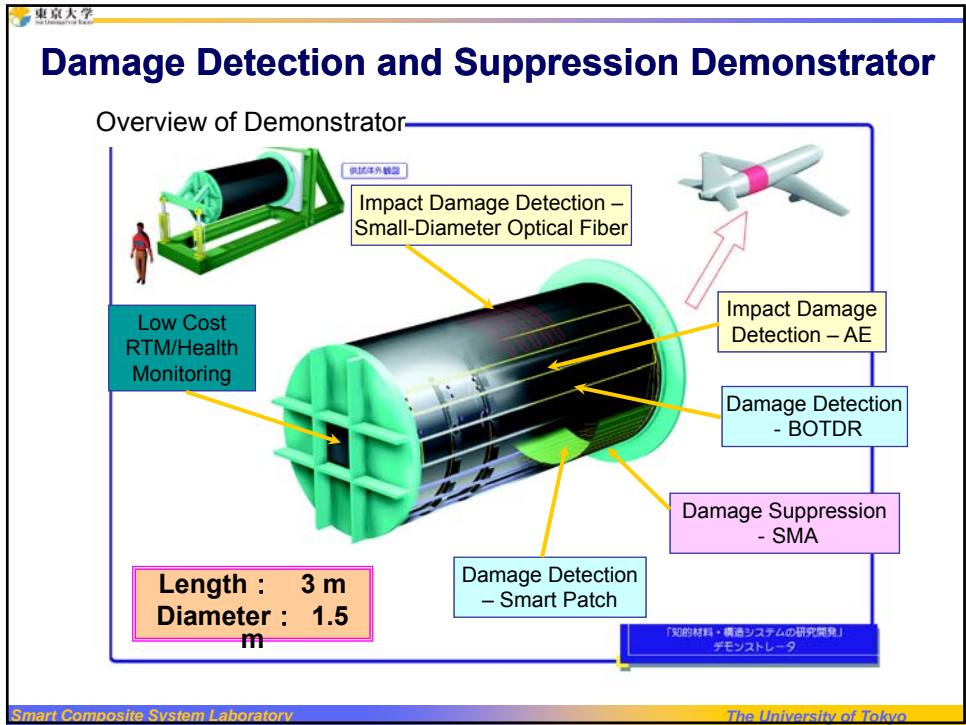 東京大学
The University of Tokyo
Damage Detection and Suppression Demonstrator
Overview of Demonstrator
供試体外観図
Impact Damage Detection –
Small-Diameter Optical Fiber
Low Cost
RTM/Health
Monitoring
Impact Damage
Detection – AE
Damage Detection
- BOTDR
Damage Suppression
- SMA
Damage Detection
– Smart Patch
Length： 3 m
Diameter： 1.5
m
「知的材料・構造システムの研究開発」
デモンストレータ
Smart Composite System Laboratory
The University of Tokyo